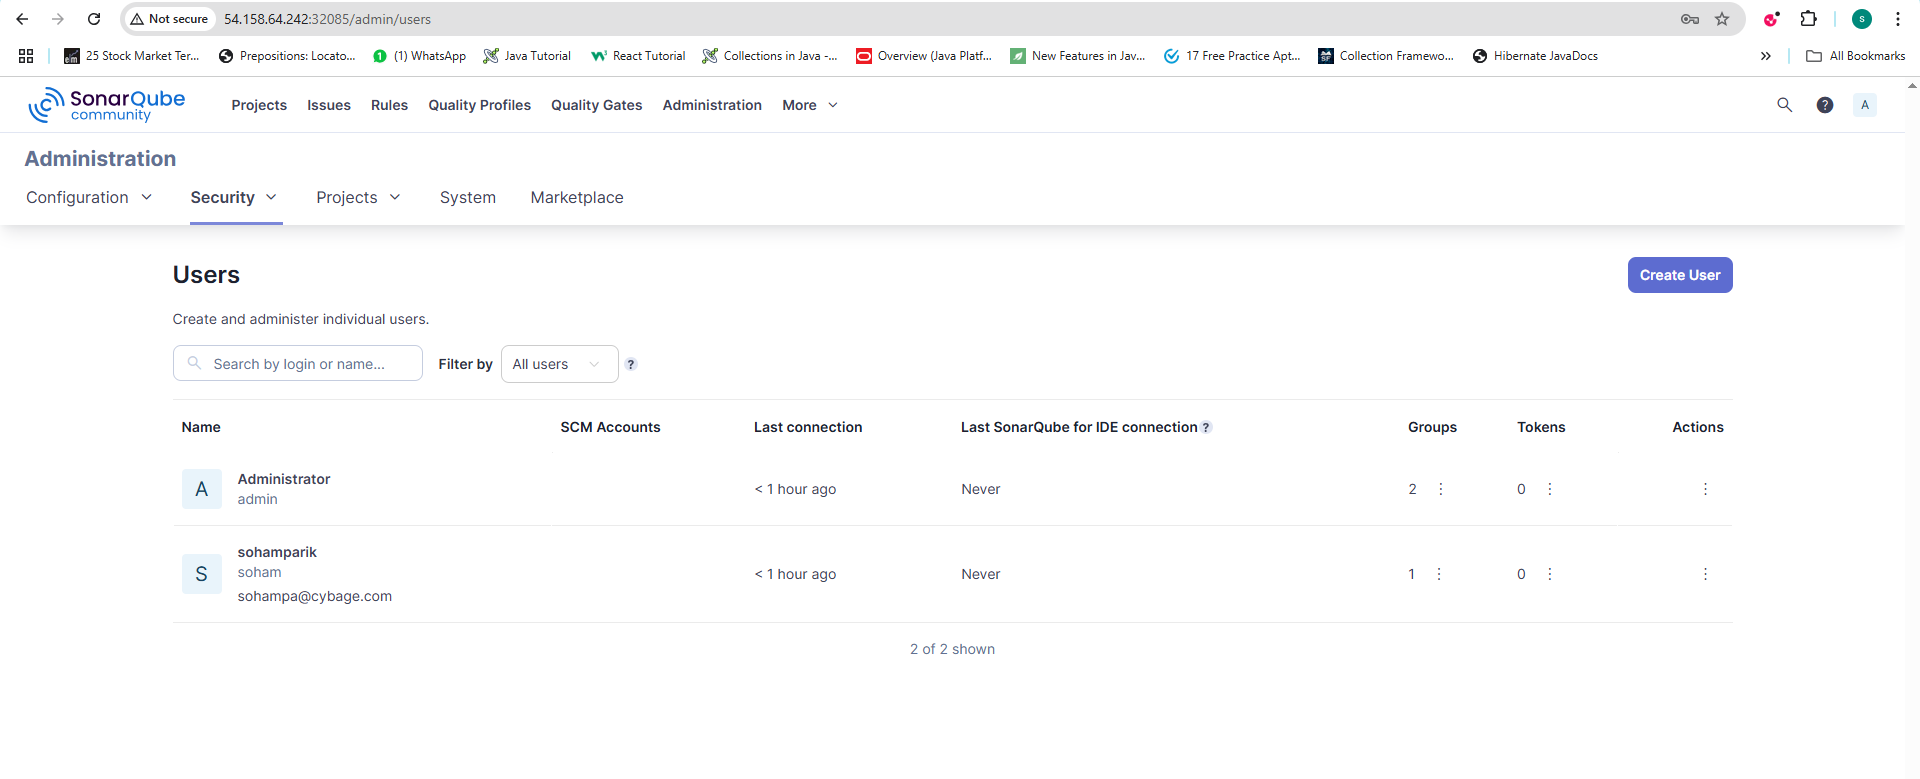 Not secure 54.158.64.242:32085/admin/users
25 Stock Market Ter... Prepositions: Locato... (1) WhatsApp Java Tutorial React Tutorial Collections in Java -... Overview (Java Platf... New Features in Jav... 17 Free Practice Apt... Collection Framewo... Hibernate JavaDocs » All Bookmarks
SonarQube
community
Projects Issues Rules Quality Profiles Quality Gates Administration More ? A
Administration
Configuration Security Projects System Marketplace
Users Create User
Create and administer individual users.
Search by login or name... Filter by All users ?
Name SCM Accounts Last connection Last SonarQube for IDE connection ? Groups Tokens Actions
A Administrator
admin
< 1 hour ago Never 2 0
S sohamparik
soham
sohampa@cybage.com
< 1 hour ago Never 1 0
2 of 2 shown